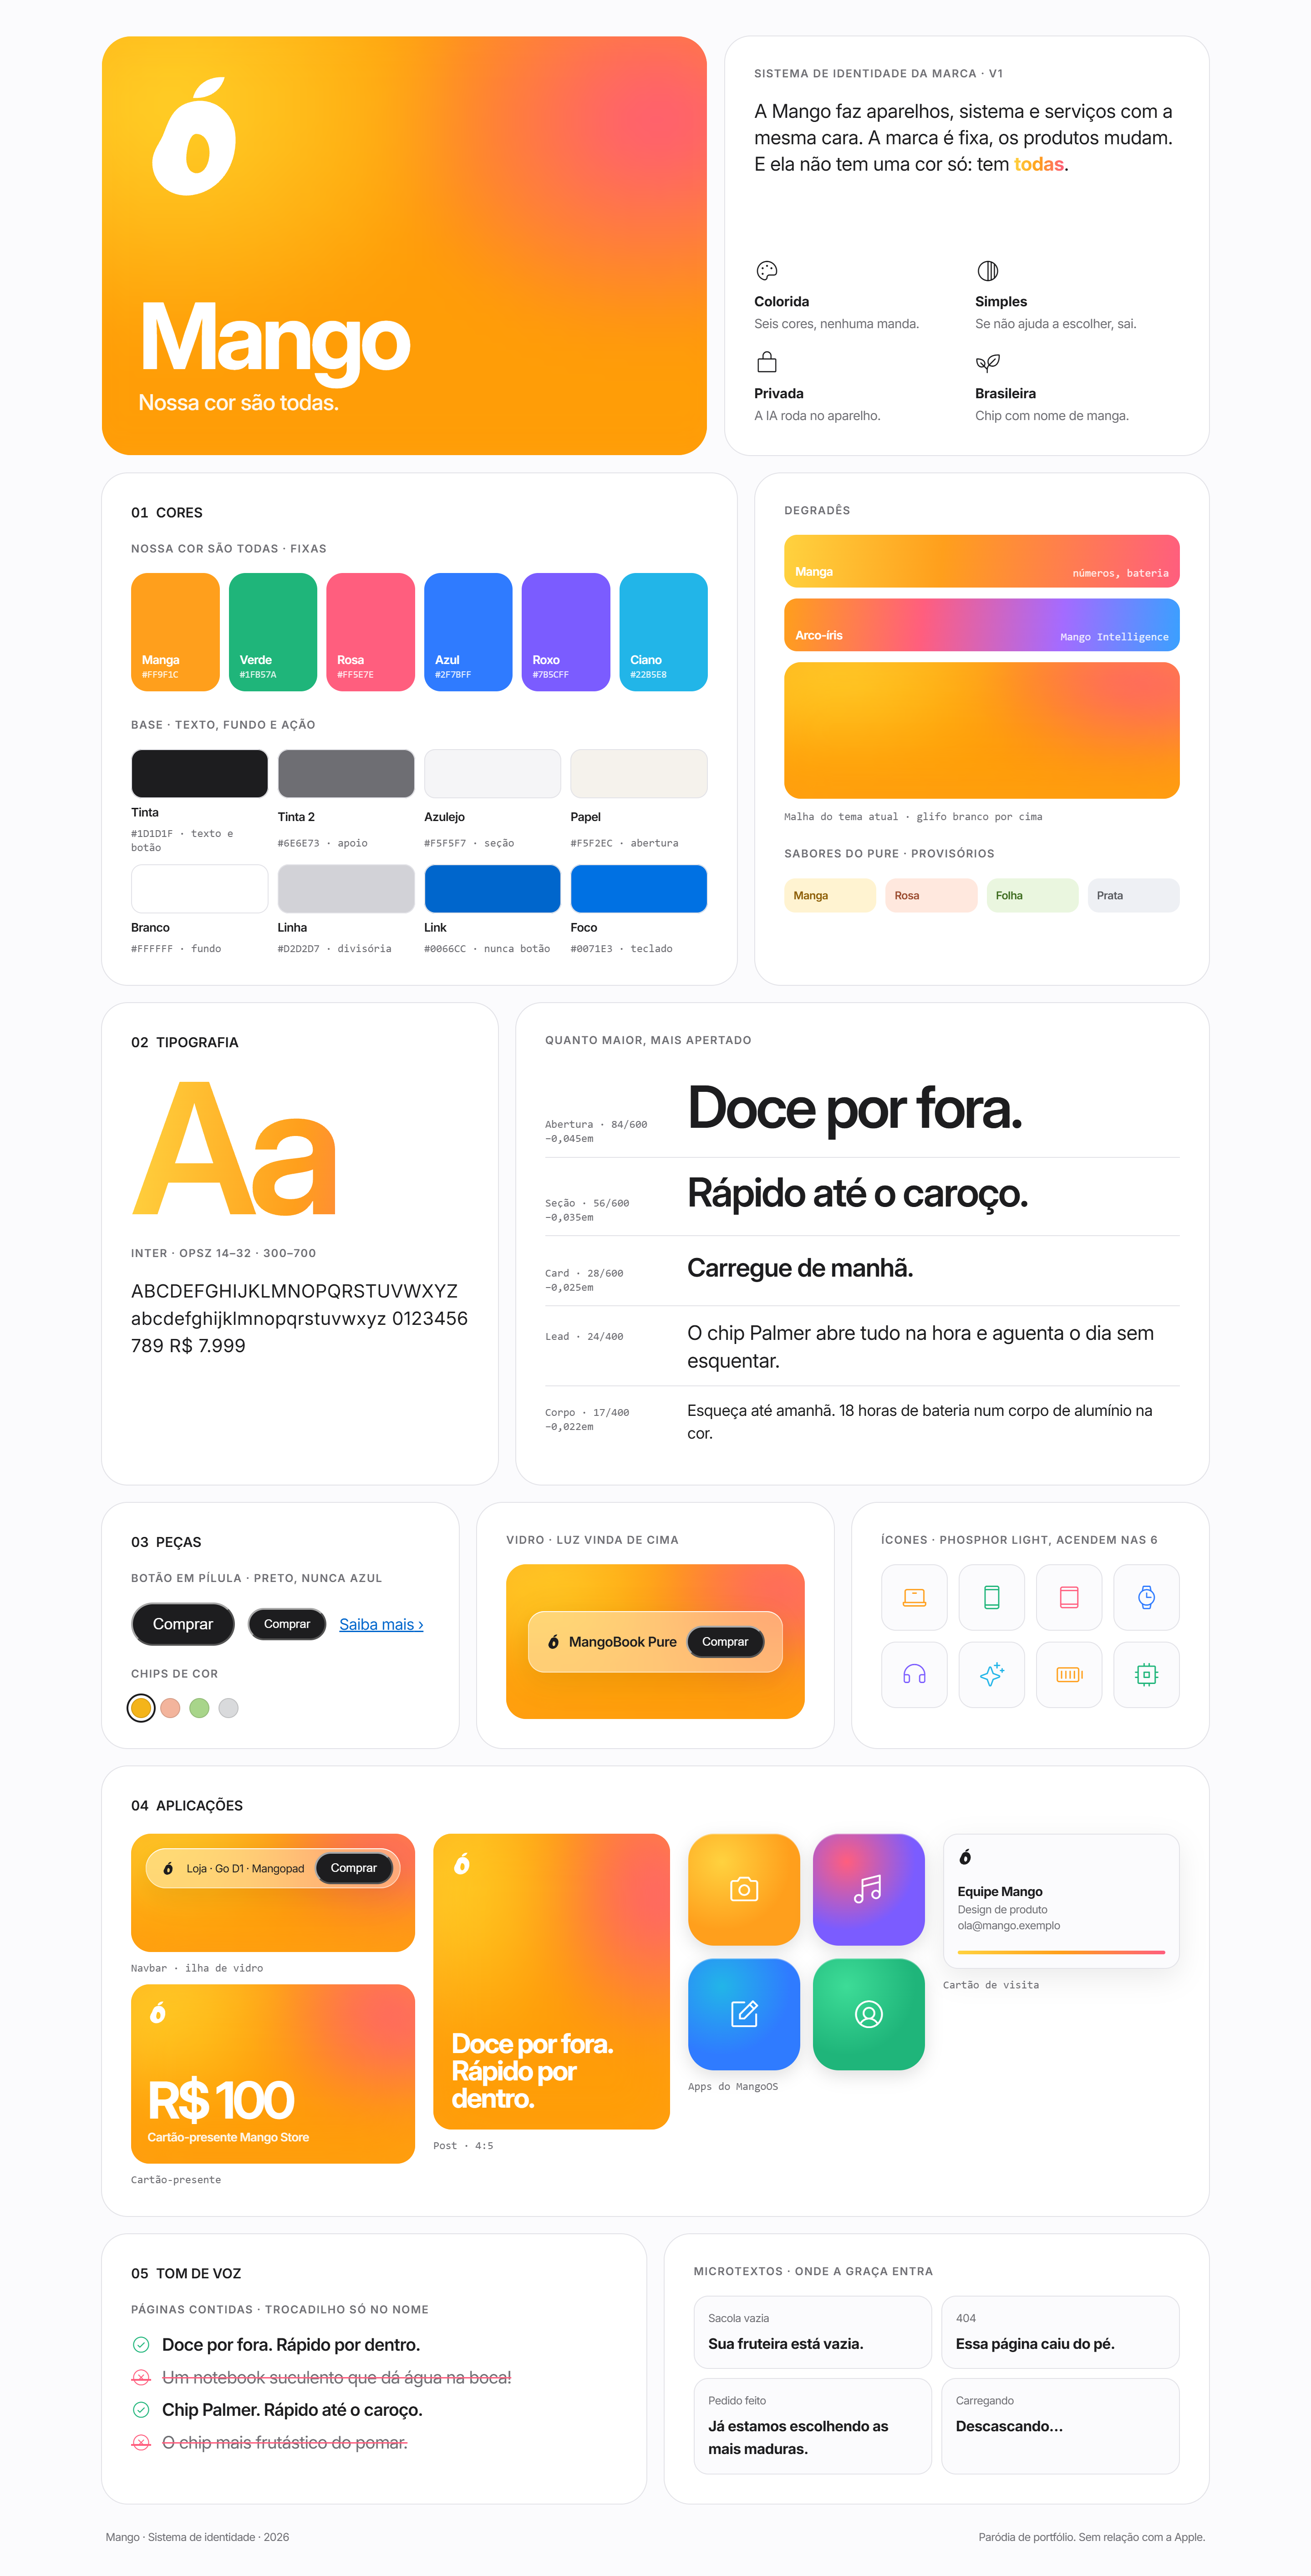 Mango
Nossa cor são todas.
SISTEMA DE IDENTIDADE DA MARCA · V1
A Mango faz aparelhos, sistema e serviços com a
mesma cara. A marca é fixa, os produtos mudam.
E ela não tem uma cor só: tem todas.
Colorida
Seis cores, nenhuma manda.
Simples
Se não ajuda a escolher, sai.
Privada
A IA roda no aparelho.
Brasileira
Chip com nome de manga.
01 CORES
NOSSA COR SÃO TODAS · FIXAS
Manga
#FF9F1C
Verde
#1FB57A
Rosa
#FF5E7E
Azul
#2F7BFF
Roxo
#7B5CFF
Ciano
#22B5E8
BASE · TEXTO, FUNDO E AÇÃO
Tinta
#1D1D1F · texto e
botão
Tinta 2
#6E6E73 · apoio
Azulejo
#F5F5F7 · seção
Papel
#F5F2EC · abertura
Branco
#FFFFFF · fundo
Linha
#D2D2D7 · divisória
Link
#0066CC · nunca botão
Foco
#0071E3 · teclado
DEGRADÊS
Manga
números, bateria
Arco-íris
Mango Intelligence
Malha do tema atual · glifo branco por cima
SABORES DO PURE · PROVISÓRIOS
Manga
Rosa
Folha
Prata
02 TIPOGRAFIA
Aa
INTER · OPSZ 14–32 · 300–700
ABCDEFGHIJKLMNOPQRSTUVWXYZ
abcdefghijklmnopqrstuvwxyz 0123456
789 R$ 7.999
QUANTO MAIOR, MAIS APERTADO
Abertura · 84/600
−0,045em
Doce por fora.
Seção · 56/600
−0,035em
Rápido até o caroço.
Card · 28/600
−0,025em
Carregue de manhã.
Lead · 24/400
O chip Palmer abre tudo na hora e aguenta o dia sem
esquentar.
Corpo · 17/400
−0,022em
Esqueça até amanhã. 18 horas de bateria num corpo de alumínio na
cor.
03 PEÇAS
BOTÃO EM PÍLULA · PRETO, NUNCA AZUL
Comprar
Comprar
Saiba mais ›
CHIPS DE COR
VIDRO · LUZ VINDA DE CIMA
MangoBook Pure
Comprar
ÍCONES · PHOSPHOR LIGHT, ACENDEM NAS 6
04 APLICAÇÕES
Loja · Go D1 · Mangopad
Comprar
Navbar · ilha de vidro
R$ 100
Cartão-presente Mango Store
Cartão-presente
Doce por fora.
Rápido por
dentro.
Post · 4:5
Apps do MangoOS
Equipe Mango
Design de produto
ola@mango.exemplo
Cartão de visita
05 TOM DE VOZ
PÁGINAS CONTIDAS · TROCADILHO SÓ NO NOME
Doce por fora. Rápido por dentro.
Um notebook suculento que dá água na boca!
Chip Palmer. Rápido até o caroço.
O chip mais frutástico do pomar.
MICROTEXTOS · ONDE A GRAÇA ENTRA
Sacola vazia
Sua fruteira está vazia.
404
Essa página caiu do pé.
Pedido feito
Já estamos escolhendo as
mais maduras.
Carregando
Descascando…
Mango · Sistema de identidade · 2026
Paródia de portfólio. Sem relação com a Apple.